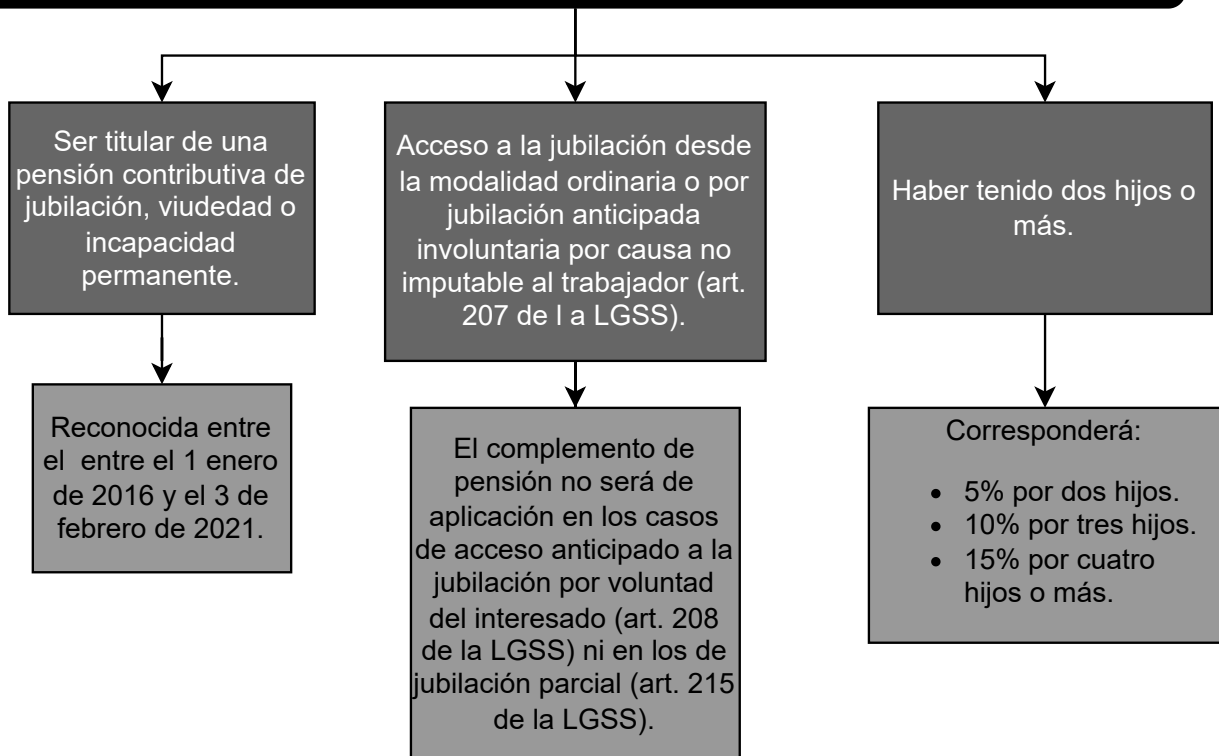 Ser titular de una
pensión contributiva de
jubilación, viudedad o
incapacidad
permanente.
Acceso a la jubilación desde
la modalidad ordinaria o por
jubilación anticipada
involuntaria por causa no
imputable al trabajador (art.
207 de l a LGSS).
Haber tenido dos hijos o
más.
Reconocida entre
el  entre el 1 enero
de 2016 y el 3 de
febrero de 2021.
El complemento de
pensión no será de
aplicación en los casos
de acceso anticipado a la
jubilación por voluntad
del interesado (art. 208
de la LGSS) ni en los de
jubilación parcial (art. 215
de la LGSS).
Corresponderá:
• 5% por dos hijos.
• 10% por tres hijos.
• 15% por cuatro
hijos o más.